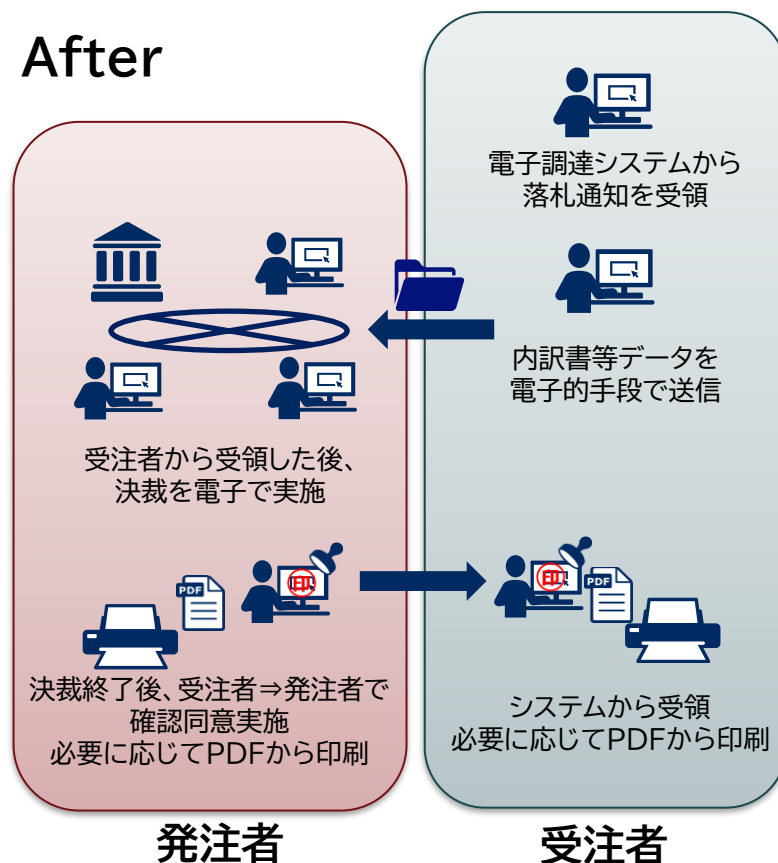 After
電子調達システムから
落札通知を受領
内訳書等データを
電子的手段で送信
受注者から受領した後、
決裁を電子で実施
印
PDF
印
PDF
決裁終了後、受注者⇒発注者で
確認同意実施
必要に応じてPDFから印刷
システムから受領
必要に応じてPDFから印刷
発注者
受注者